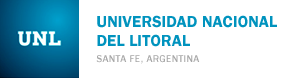 UNL
UNIVERSIDAD NACIONAL
DEL LITORAL
SANTA FE, ARGENTINA